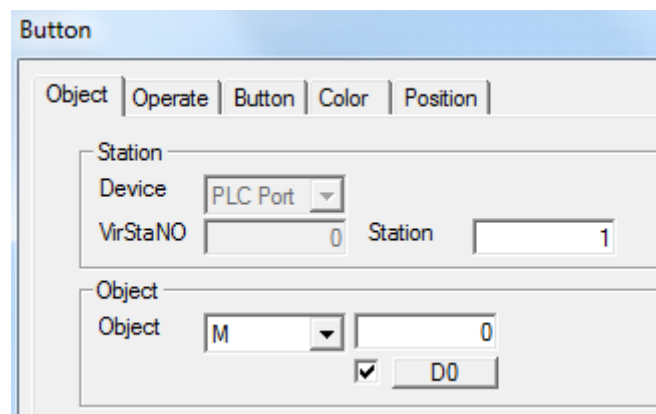 Button
Object Operate Button Color Position
Station
Device PLC Port
VirStaNO 0 Station 1
Object
Object M 0
D0